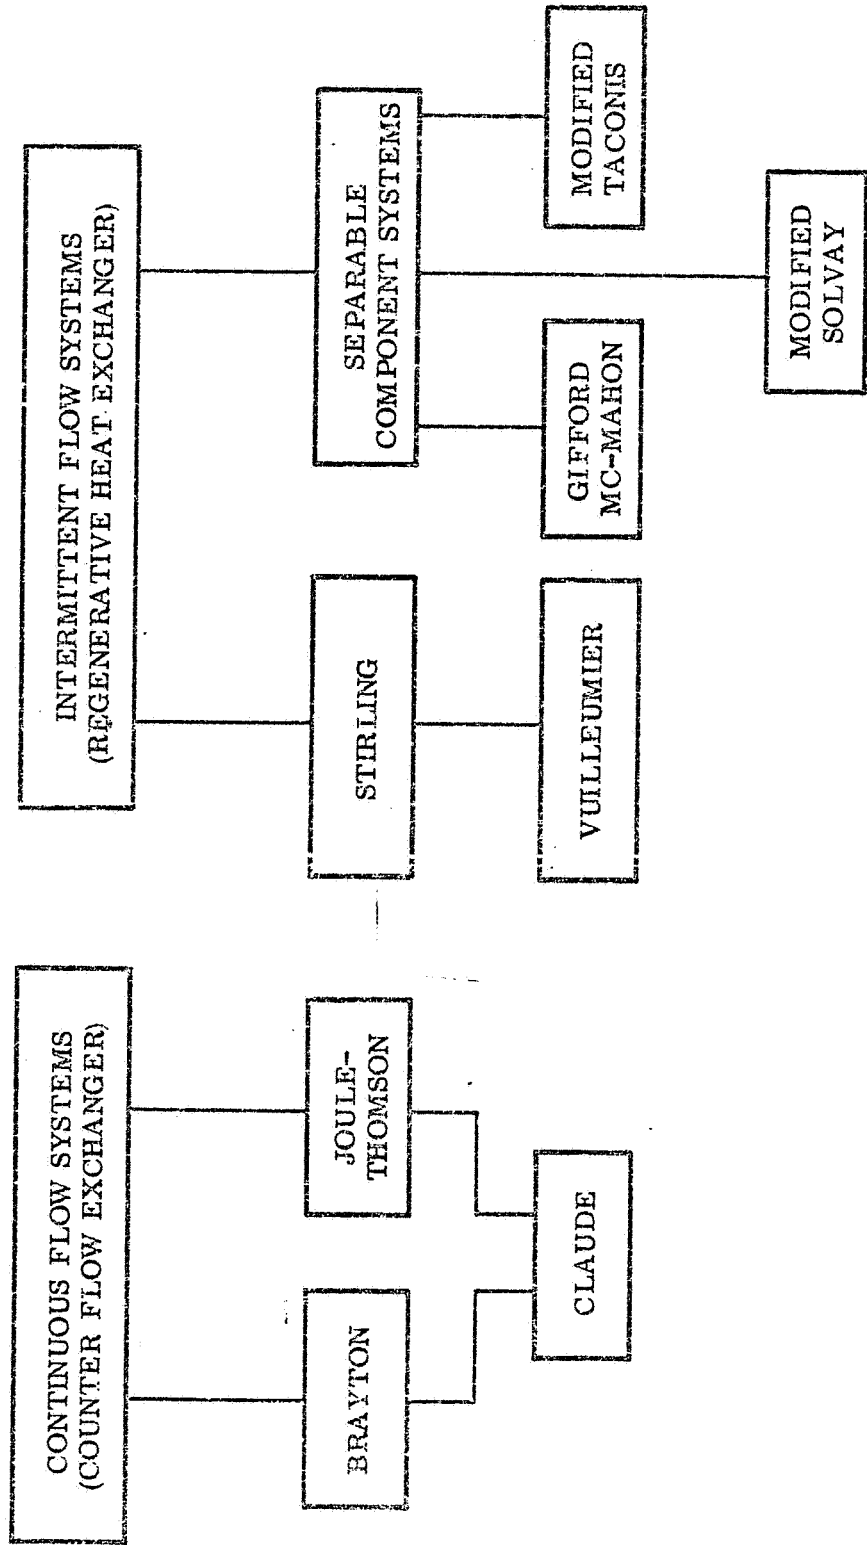 CONTINUOUS FLOW SYSTEMS
(COUNTER FLOW EXCHANGER)
BRAYTON
JOULE-
THOMSON
CLAUDE
INTERMITTENT FLOW SYSTEMS
(REGENERATIVE HEAT EXCHANGER)
STIRLING
VUILLEUMIER
SEPARABLE
COMPONENT SYSTEMS
GIFFORD
MC-MAHON
MODIFIED
SOLVAY
MODIFIED
TACONIS